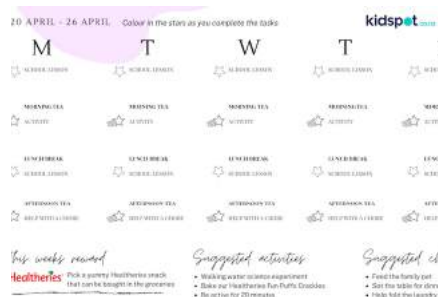 20 APRIL - 26 APRIL Colour in the stars as you complete the tasks
kidspot
M T W T
SCHOOL LESSON SCHOOL LESSON SCHOOL LESSON SCHOOL LESSON
MORNING TEA MORNING TEA MORNING TEA MORNING TEA
ACTIVITY ACTIVITY ACTIVITY ACTIVITY
LUNCH BREAK LUNCH BREAK LUNCH BREAK LUNCH BREAK
SCHOOL LESSON SCHOOL LESSON SCHOOL LESSON SCHOOL LESSON
AFTERNOON TEA AFTERNOON TEA AFTERNOON TEA AFTERNOON TEA
HELP WITH A CHORE HELP WITH A CHORE HELP WITH A CHORE HELP WITH A CHORE
this weeks reward
Healtheries
Pick a yummy Healtheries snack
that can be bought in the groceries
Suggested activities
• Walking water science experiment
• Bake our Healtheries Fun Puffs Crackles
• Be active for 20 minutes
Suggested
• Feed the family pet
• Set the table for
• Help fold the